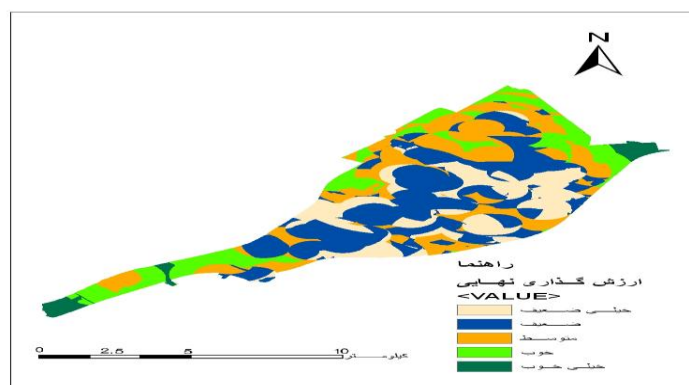 N
راهنما
ارزش گذاری نهایی
<VALUE>
خیلی ضعیف
ضعیف
متوسط
خوب
خیلی خوب
0 2.5 5 10 کیلومتر